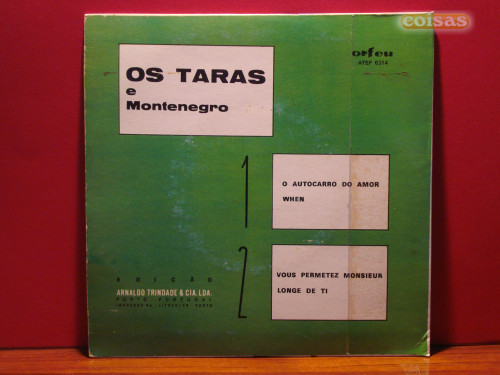 coisas
orfeu
ATEP 6314
OS TARAS
e
Montenegro
1
O AUTOCARRO DO AMOR
WHEN
2
VOUS PERMETEZ MONSIEUR
LONGE DE TI
EDIÇÃO
ARNALDO TRINDADE & CIA. LDA.
PORTO - PORTUGAL